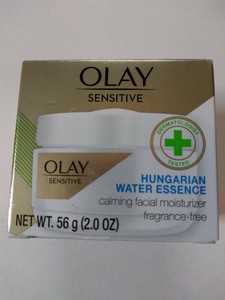 OLAY
SENSITIVE
DERMATOLOGIST
TESTED
OLAY
SENSITIVE
HUNGARIAN
WATER ESSENCE
calming facial moisturizer
fragrance-free
NET WT. 56 g (2.0 OZ)